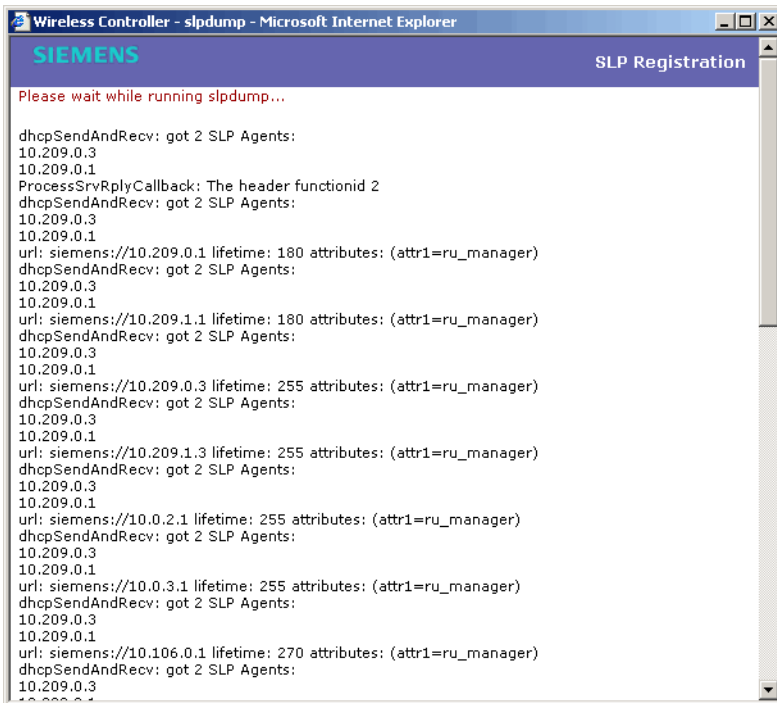 Wireless Controller - slpdump - Microsoft Internet Explorer
SIEMENS
SLP Registration
Please wait while running slpdump...
dhcpSendAndRecv: got 2 SLP Agents:
10.209.0.3
10.209.0.1
ProcessSrvRplyCallback: The header functionid 2
dhcpSendAndRecv: got 2 SLP Agents:
10.209.0.3
10.209.0.1
url: siemens://10.209.0.1 lifetime: 180 attributes: (attr1=ru_manager)
dhcpSendAndRecv: got 2 SLP Agents:
10.209.0.3
10.209.0.1
url: siemens://10.209.1.1 lifetime: 180 attributes: (attr1=ru_manager)
dhcpSendAndRecv: got 2 SLP Agents:
10.209.0.3
10.209.0.1
url: siemens://10.209.0.3 lifetime: 255 attributes: (attr1=ru_manager)
dhcpSendAndRecv: got 2 SLP Agents:
10.209.0.3
10.209.0.1
url: siemens://10.209.1.3 lifetime: 255 attributes: (attr1=ru_manager)
dhcpSendAndRecv: got 2 SLP Agents:
10.209.0.3
10.209.0.1
url: siemens://10.0.2.1 lifetime: 255 attributes: (attr1=ru_manager)
dhcpSendAndRecv: got 2 SLP Agents:
10.209.0.3
10.209.0.1
url: siemens://10.0.3.1 lifetime: 255 attributes: (attr1=ru_manager)
dhcpSendAndRecv: got 2 SLP Agents:
10.209.0.3
10.209.0.1
url: siemens://10.106.0.1 lifetime: 270 attributes: (attr1=ru_manager)
dhcpSendAndRecv: got 2 SLP Agents:
10.209.0.3